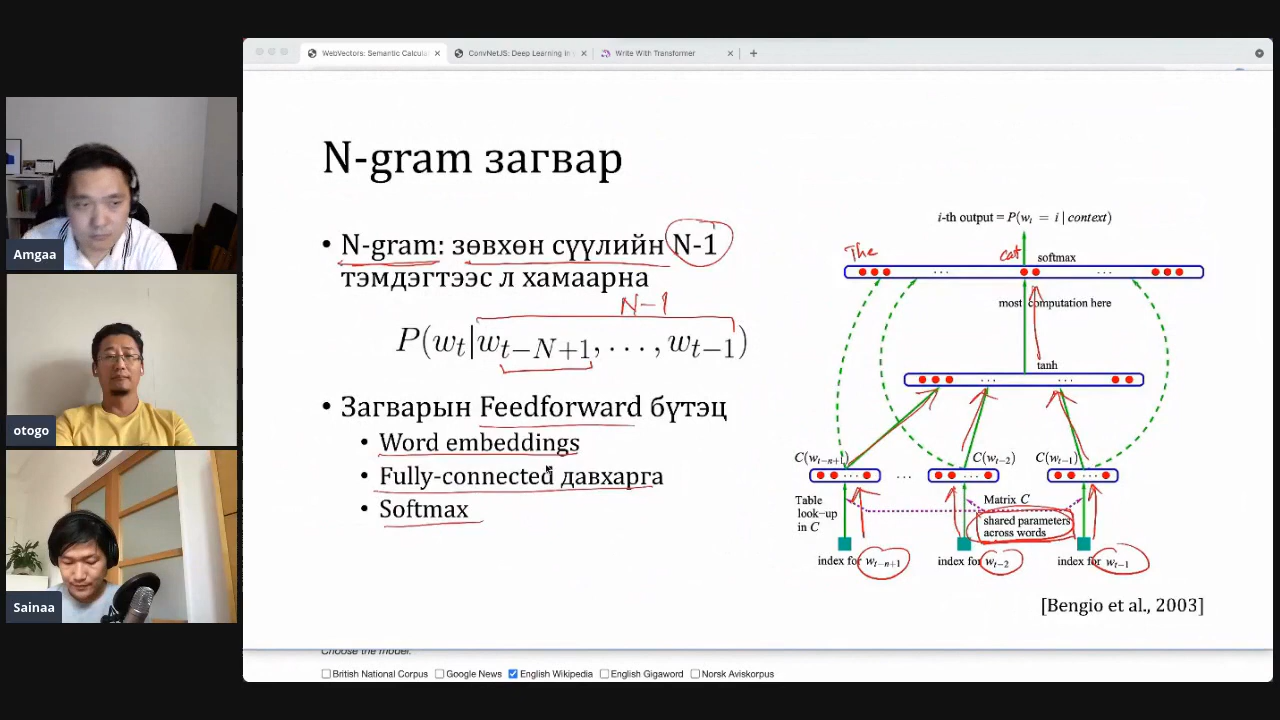 WebVectors: Semantic Calcula
ConvNetJS: Deep Learning in
Write With Transformer
N-gram загвар
• N-gram: зөвхөн сүүлийн N-1
тэмдэгтээс л хамаарна
N-1
P(w_t|w_{t−N+1}, . . . , w_{t−1})
• Загварын Feedforward бүтэц
• Word embeddings
• Fully-connected давхарга
• Softmax
i-th output = P(w_t = i | context)
The
cat
softmax
. . .
. . .
most computation here
tanh
. . .
. . .
C(w_{t−n+1})
C(w_{t−2})
C(w_{t−1})
. . .
Table
look−up
in C
Matrix C
shared parameters
across words
index for w_{t−n+1}
index for w_{t−2}
index for w_{t−1}
[Bengio et al., 2003]
Choose the model:
British National Corpus
Google News
English Wikipedia
English Gigaword
Norsk Aviskorpus
Amgaa
otogo
Sainaa